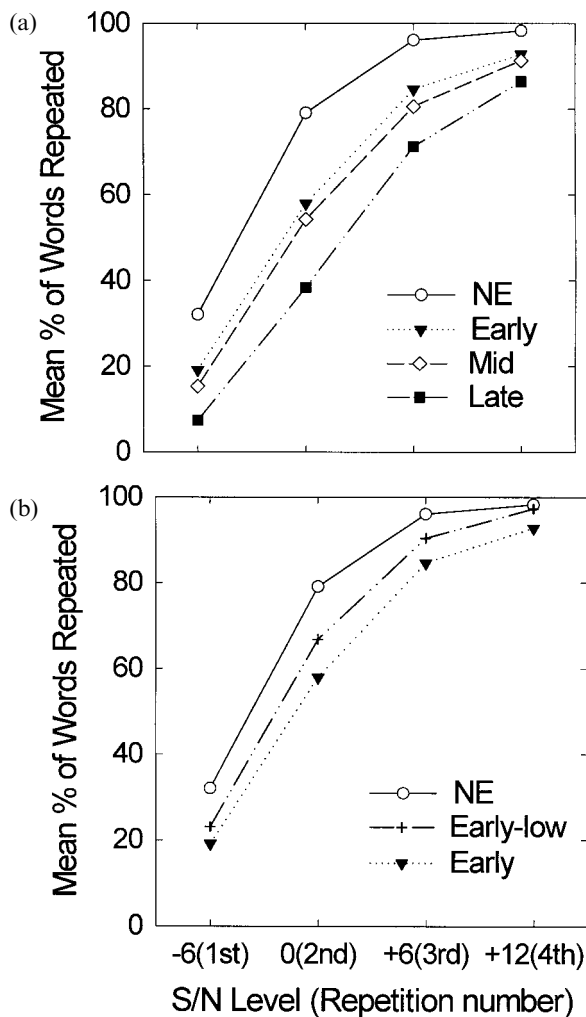 (a)
Mean % of Words Repeated
100
80
60
40
20
0
NE
Early
Mid
Late
(b)
Mean % of Words Repeated
100
80
60
40
20
0
NE
Early-low
Early
-6(1st) 0(2nd) +6(3rd) +12(4th)
S/N Level (Repetition number)